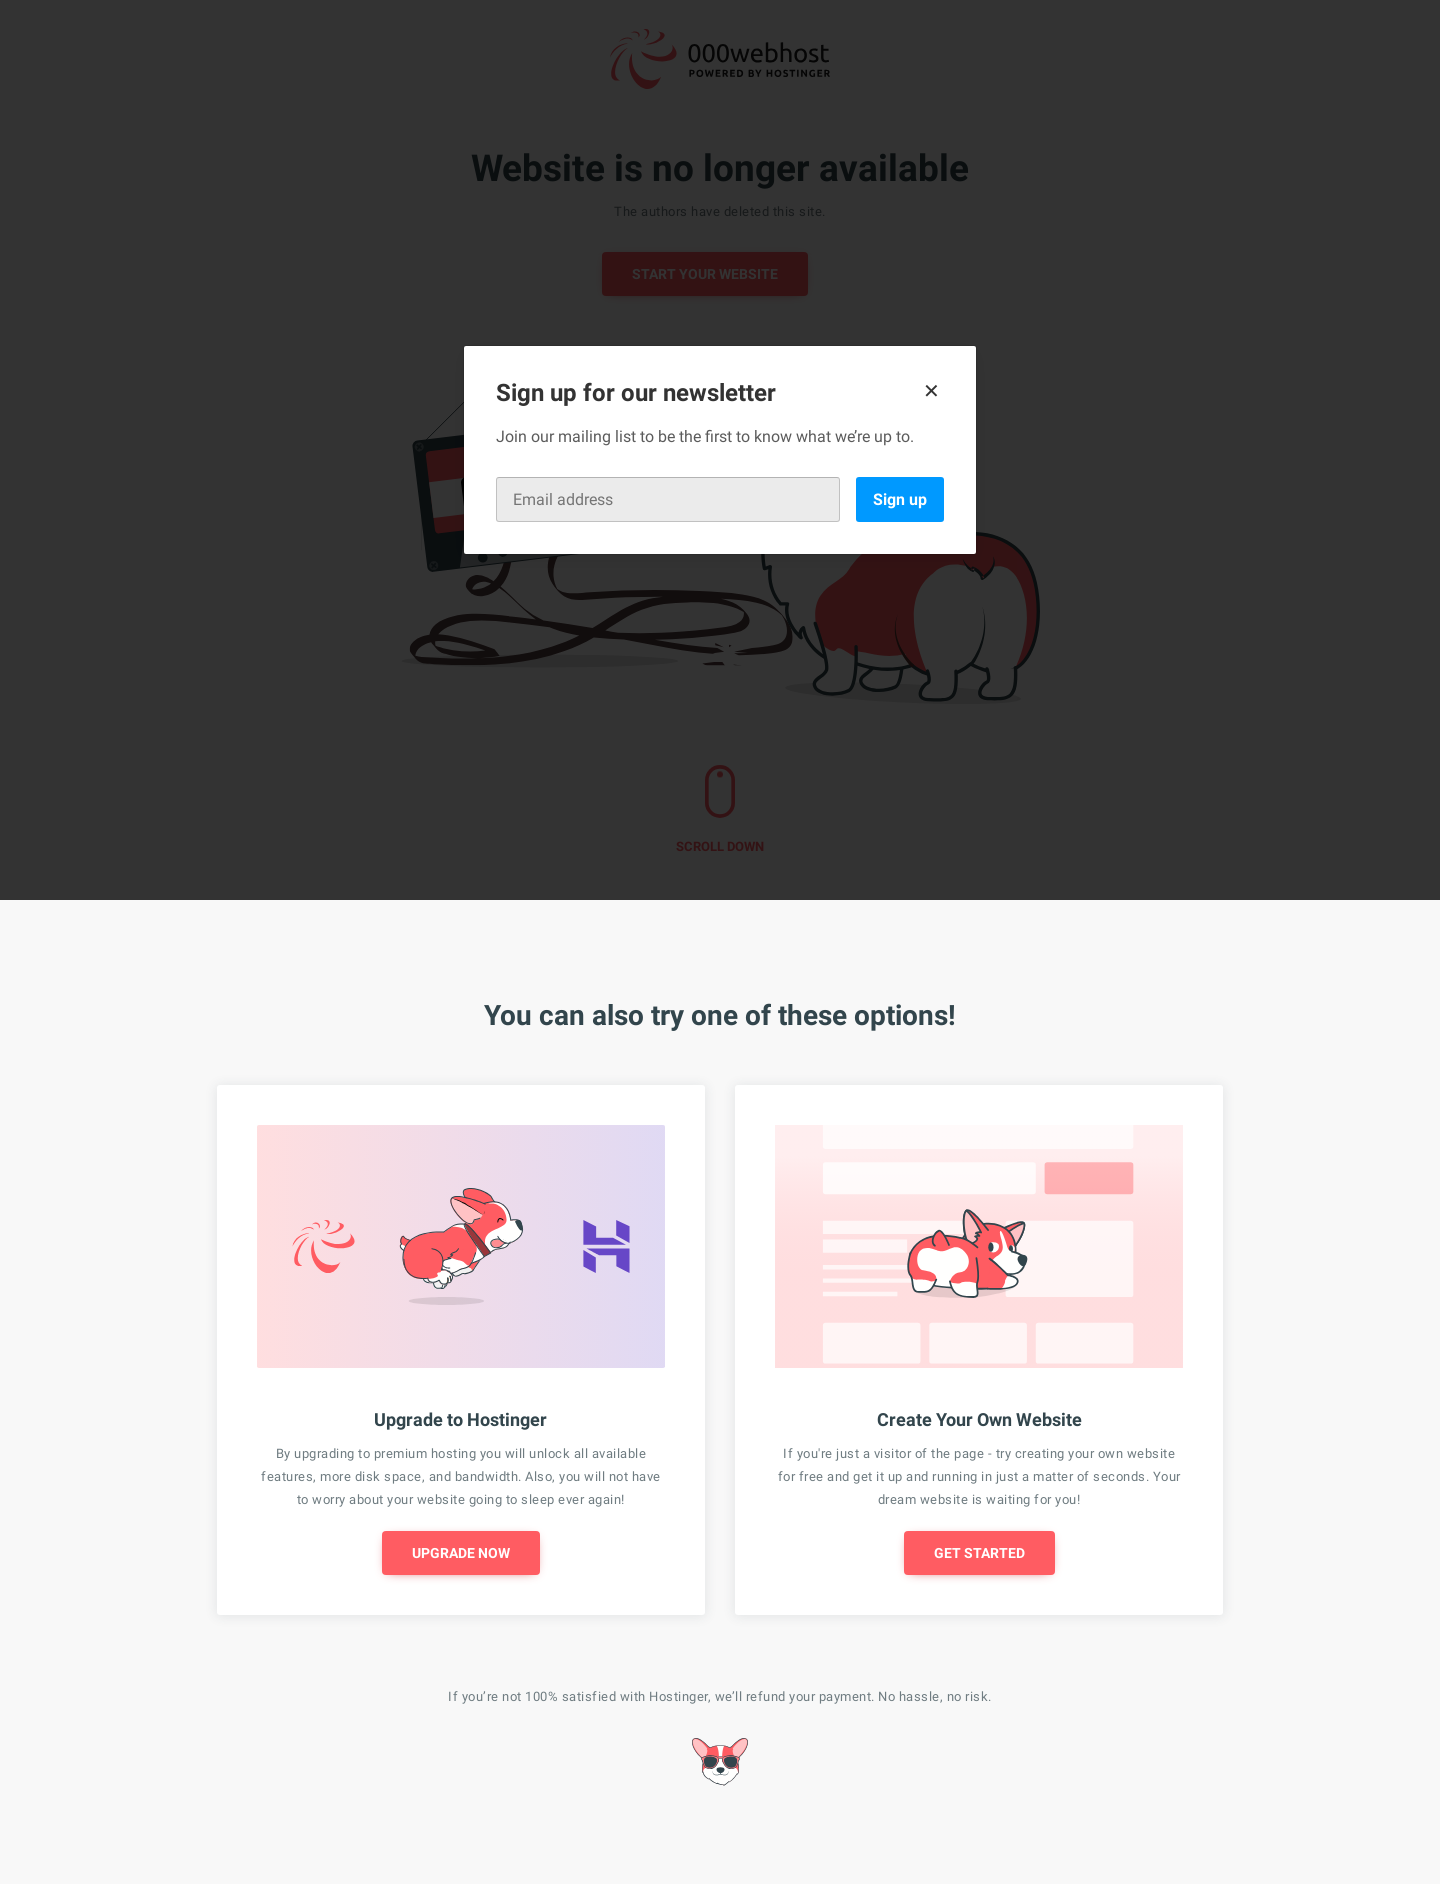 000webhost
POWERED BY HOSTINGER
Website is no longer available
The authors have deleted this site.
START YOUR WEBSITE
Sign up for our newsletter
✕
Join our mailing list to be the first to know what we’re up to.
Email address
Sign up
SCROLL DOWN
You can also try one of these options!
Upgrade to Hostinger
By upgrading to premium hosting you will unlock all available
features, more disk space, and bandwidth. Also, you will not have
to worry about your website going to sleep ever again!
UPGRADE NOW
Create Your Own Website
If you're just a visitor of the page - try creating your own website
for free and get it up and running in just a matter of seconds. Your
dream website is waiting for you!
GET STARTED
If you’re not 100% satisfied with Hostinger, we’ll refund your payment. No hassle, no risk.